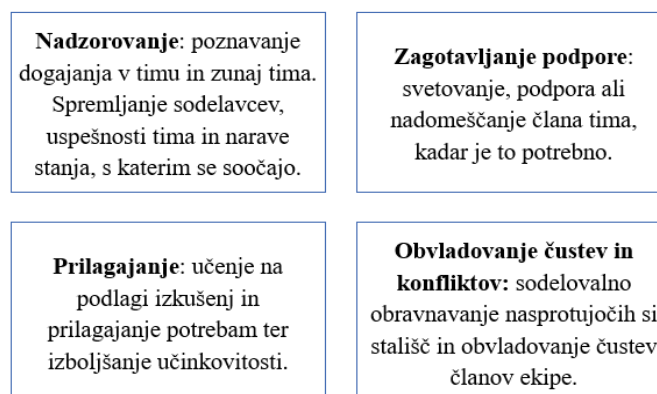 Nadzorovanje: poznavanje
dogajanja v timu in zunaj tima.
Spremljanje sodelavcev,
uspešnosti tima in narave
stanja, s katerim se soočajo.
Zagotavljanje podpore:
svetovanje, podpora ali
nadomeščanje člana tima,
kadar je to potrebno.
Prilagajanje: učenje na
podlagi izkušenj in
prilagajanje potrebam ter
izboljšanje učinkovitosti.
Obvladovanje čustev in
konfliktov: sodelovalno
obravnavanje nasprotujočih si
stališč in obvladovanje čustev
članov ekipe.